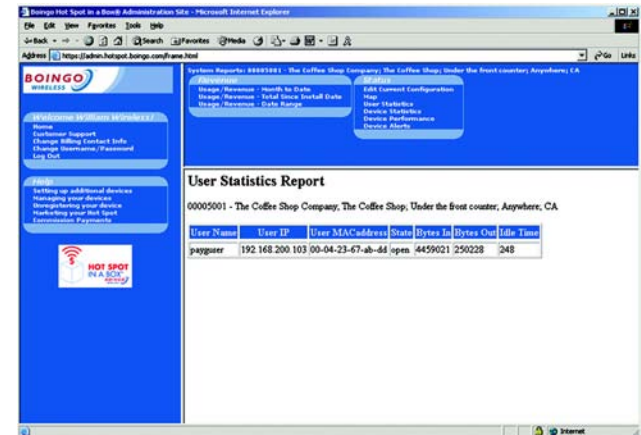 Boingo Hot Spot in a Box® Administration Site - Microsoft Internet Explorer
File Edit View Favorites Tools Help
Back Search Favorites Media
Address https://admin.hotspot.boingo.com/frame.html Go Links
BOINGO
WIRELESS
System Reports: 00005001 - The Coffee Shop Company; The Coffee Shop; Under the front counter; Anywhere; CA
Revenue
Usage/Revenue - Month to Date
Usage/Revenue - Total Since Install Date
Usage/Revenue - Date Range
Status
Edit Current Configuration
Map
User Statistics
Device Statistics
Device Performance
Device Alerts
Welcome William Wireless!
Home
Customer Support
Change Billing Contact Info
Change Username/Password
Log Out
Help
Setting up additional devices
Managing your devices
Unregistering your device
Marketing your Hot Spot
Commission Payments
HOT SPOT
IN A BOX
BOINGO
User Statistics Report
00005001 - The Coffee Shop Company, The Coffee Shop; Under the front counter; Anywhere, CA
User Name User IP User MACaddress State Bytes In Bytes Out Idle Time
payguser 192.168.200.103 00-04-23-67-ab-dd open 4459021 250228 248
Internet